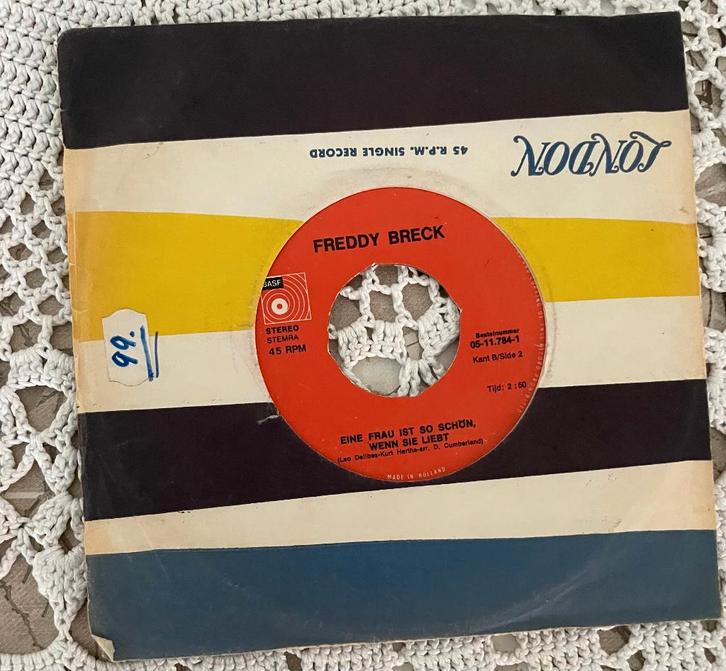 LONDON
45 R.P.M. SINGLE RECORD
FREDDY BRECK
BASF
STEREO
STEMRA
45 RPM
Bestelnummer
05-11.784-1
Kant B/Side 2
Tijd: 2:50
EINE FRAU IST SO SCHÖN,
WENN SIE LIEBT
(Leo Delibes-Kurt Hertha-arr. D. Cumberland)
MADE IN HOLLAND
99.